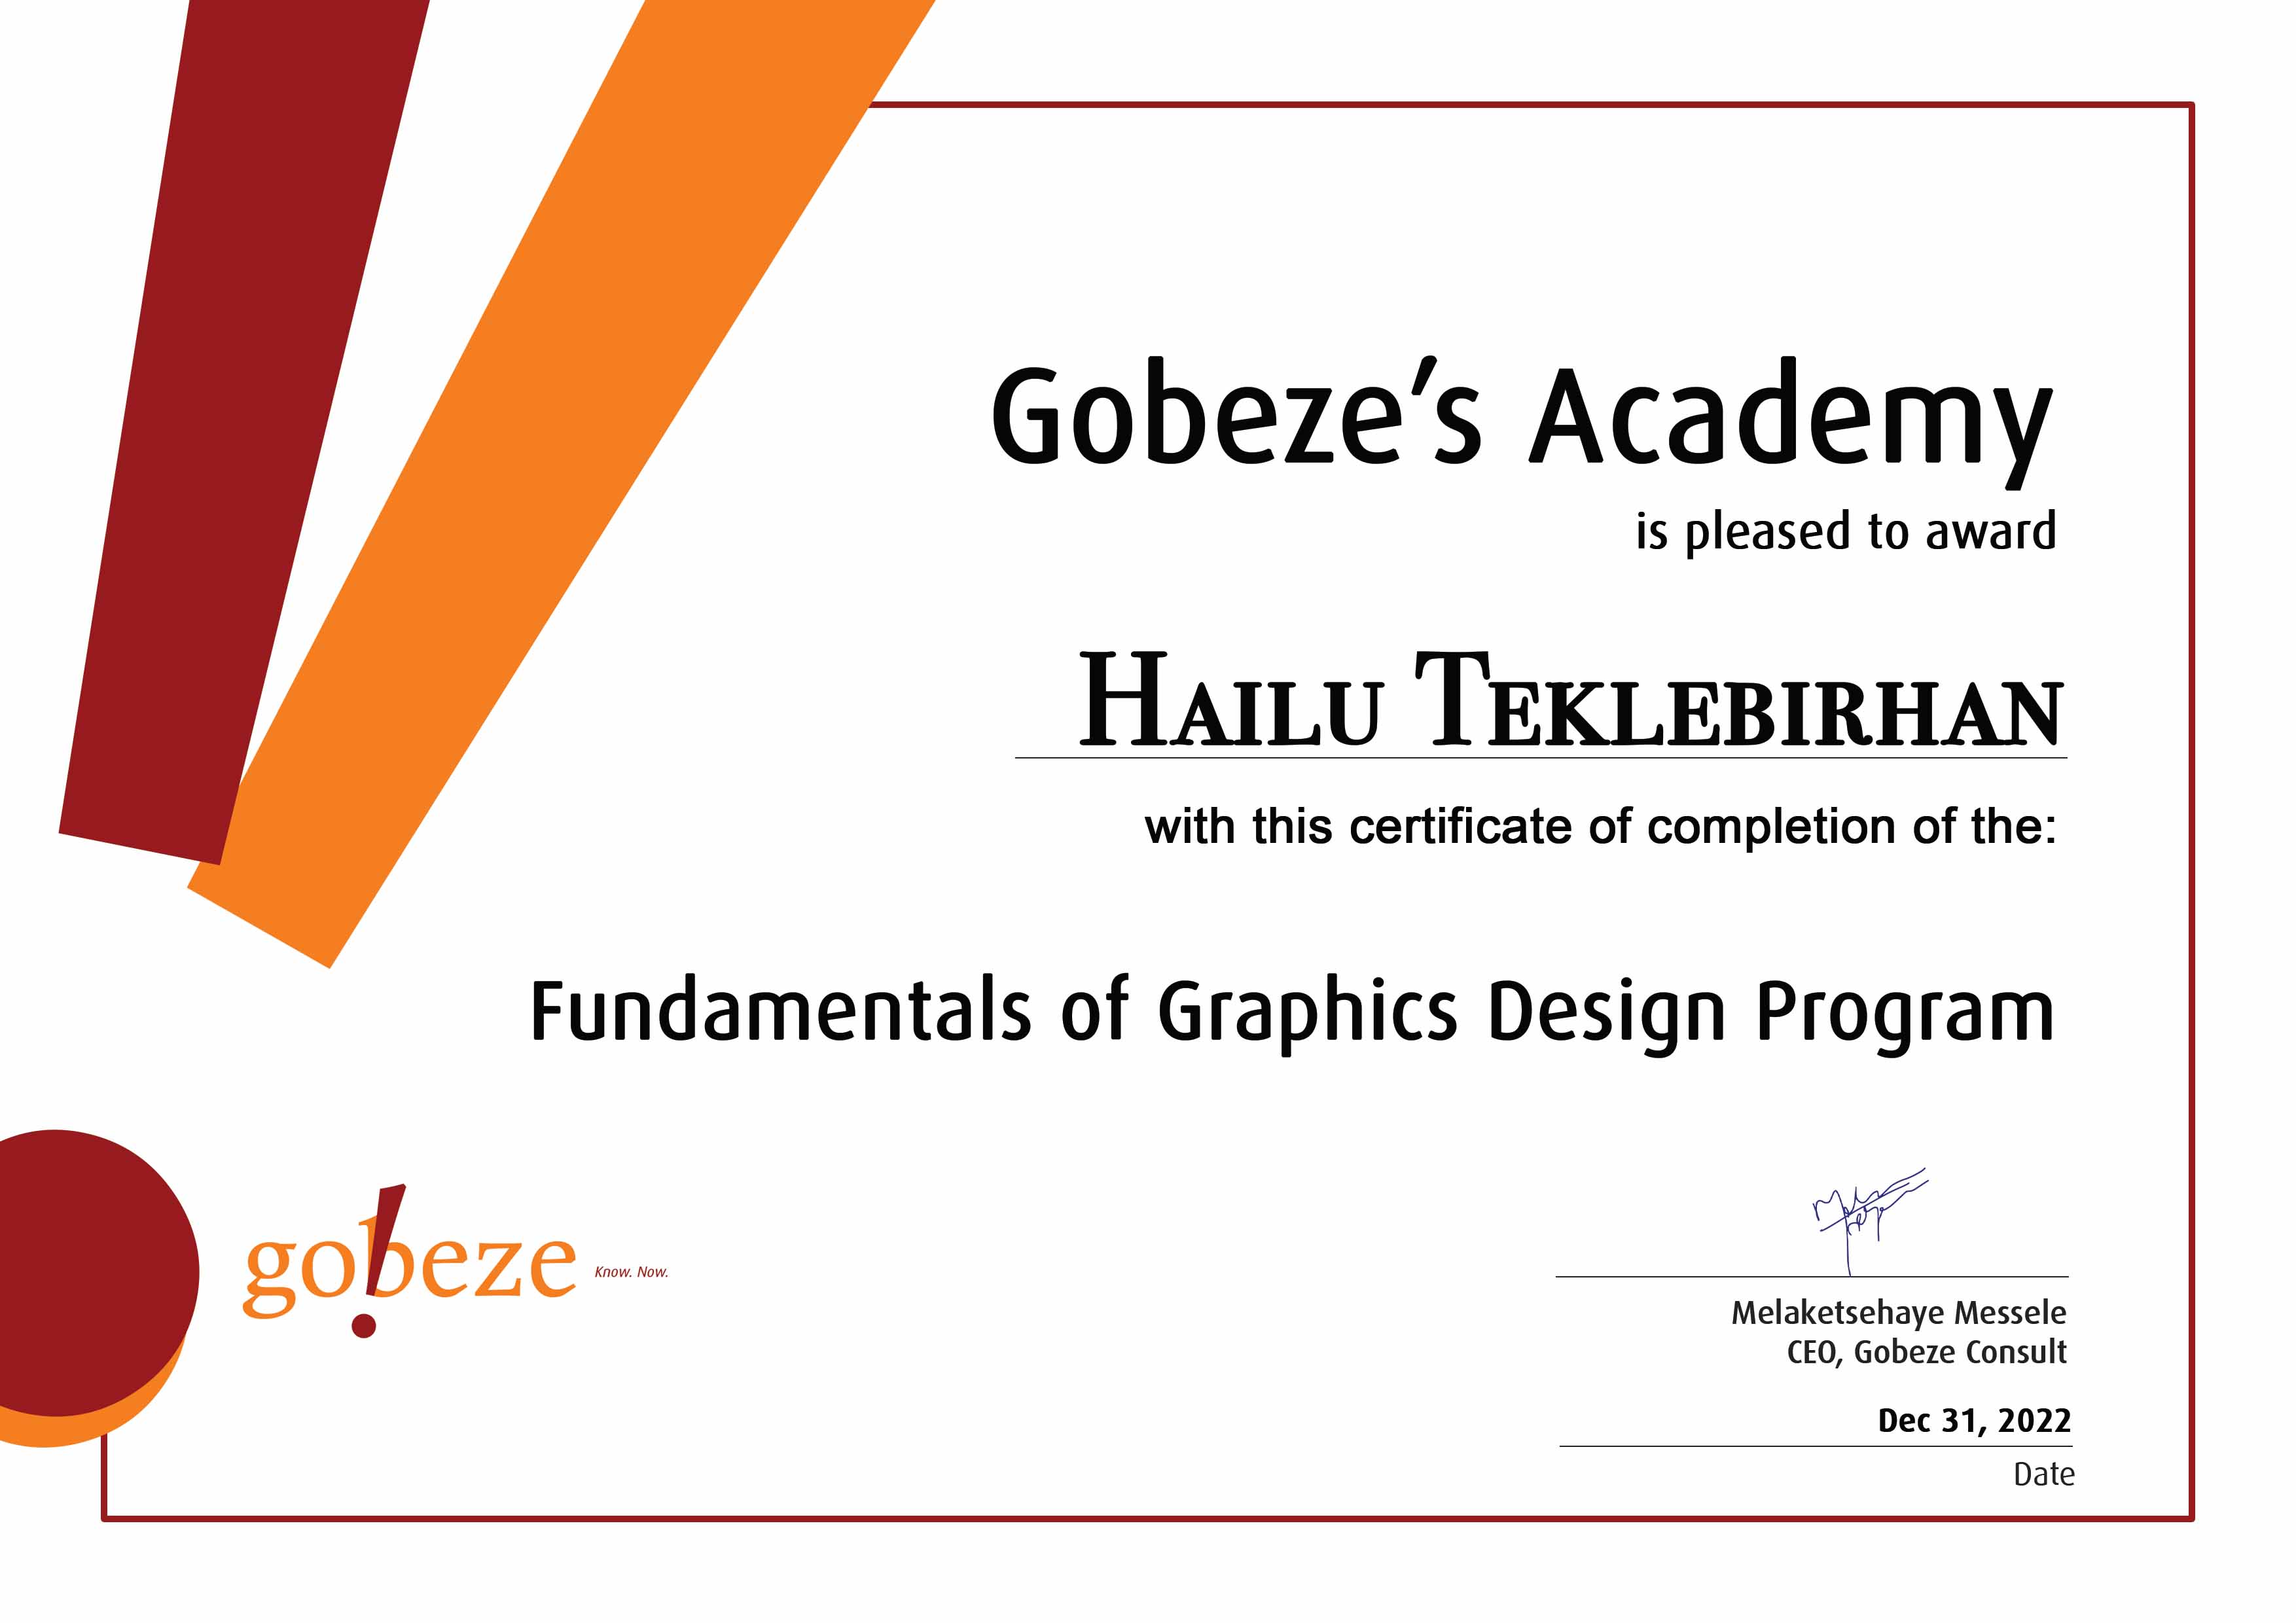 Gobeze's Academy
is pleased to award
Hailu Teklebirhan
with this certificate of completion of the:
Fundamentals of Graphics Design Program
gobeze Know. Now.
Melaketsehaye Messele
CEO, Gobeze Consult
Dec 31, 2022
Date